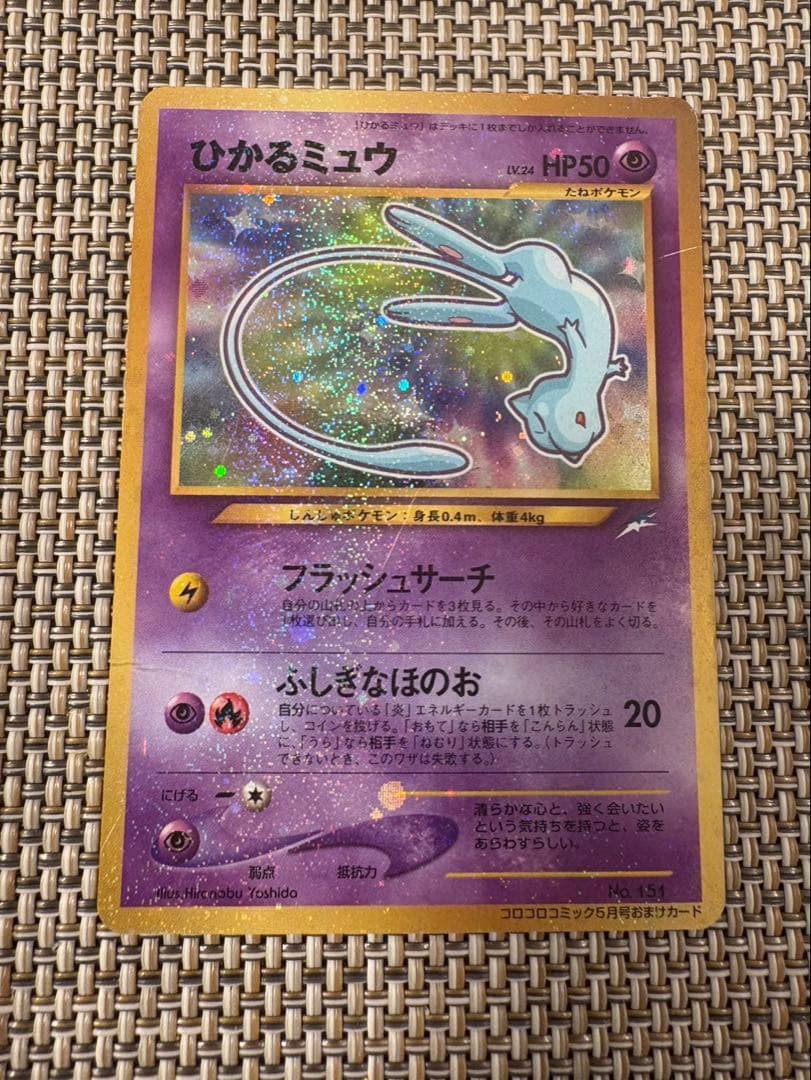 「ひかるミュウ」はデッキに1枚までしか入れることができません。
ひかるミュウ
LV.24 HP50
たねポケモン
しんしゅポケモン：身長0.4m、体重4kg
フラッシュサーチ
自分の山札の上からカードを3枚見る。その中から好きなカードを
1枚選び出し、自分の手札に加える。その後、その山札をよく切る。
ふしぎなほのお
自分についている「炎」エネルギーカードを1枚トラッシュ
し、コインを投げる。「おもて」なら相手を「こんらん」状態
に、「うら」なら相手を「ねむり」状態にする。（トラッシュ
できないとき、このワザは失敗する。）
20
にげる
清らかな心と、強く会いたい
という気持ちを持つと、姿を
あらわすらしい。
弱点
抵抗力
Illus.Hironobu Yoshida
No. 151
コロコロコミック5月号おまけカード